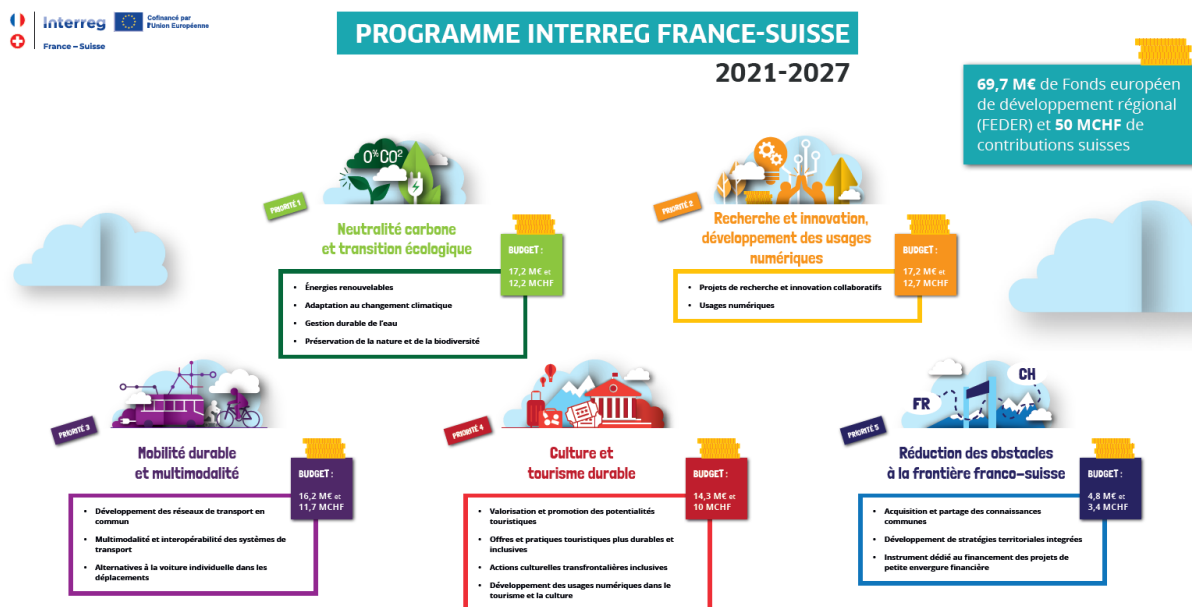 Interreg
Cofinancé par
l'Union Européenne
France – Suisse
PROGRAMME INTERREG FRANCE-SUISSE
2021-2027
69,7 M€ de Fonds européen
de développement régional
(FEDER) et 50 MCHF de
contributions suisses
0%CO²
PRIORITÉ 1
Neutralité carbone
et transition écologique
BUDGET :
17,2 M€ et
12,2 MCHF
• Énergies renouvelables
• Adaptation au changement climatique
• Gestion durable de l'eau
• Préservation de la nature et de la biodiversité
PRIORITÉ 2
Recherche et innovation,
développement des usages
numériques
BUDGET :
17,2 M€ et
12,7 MCHF
• Projets de recherche et innovation collaboratifs
• Usages numériques
PRIORITÉ 3
Mobilité durable
et multimodalité
BUDGET :
16,2 M€ et
11,7 MCHF
• Développement des réseaux de transport en
commun
• Multimodalité et interopérabilité des systèmes de
transport
• Alternatives à la voiture individuelle dans les
déplacements
PRIORITÉ 4
Culture et
tourisme durable
BUDGET :
14,3 M€ et
10 MCHF
• Valorisation et promotion des potentialités
touristiques
• Offres et pratiques touristiques plus durables et
inclusives
• Actions culturelles transfrontalières inclusives
• Développement des usages numériques dans le
tourisme et la culture
FR
CH
PRIORITÉ 5
Réduction des obstacles
à la frontière franco-suisse
BUDGET :
4,8 M€ et
3,4 MCHF
• Acquisition et partage des connaissances
communes
• Développement de stratégies territoriales integrées
• Instrument dédié au financement des projets de
petite envergure financière